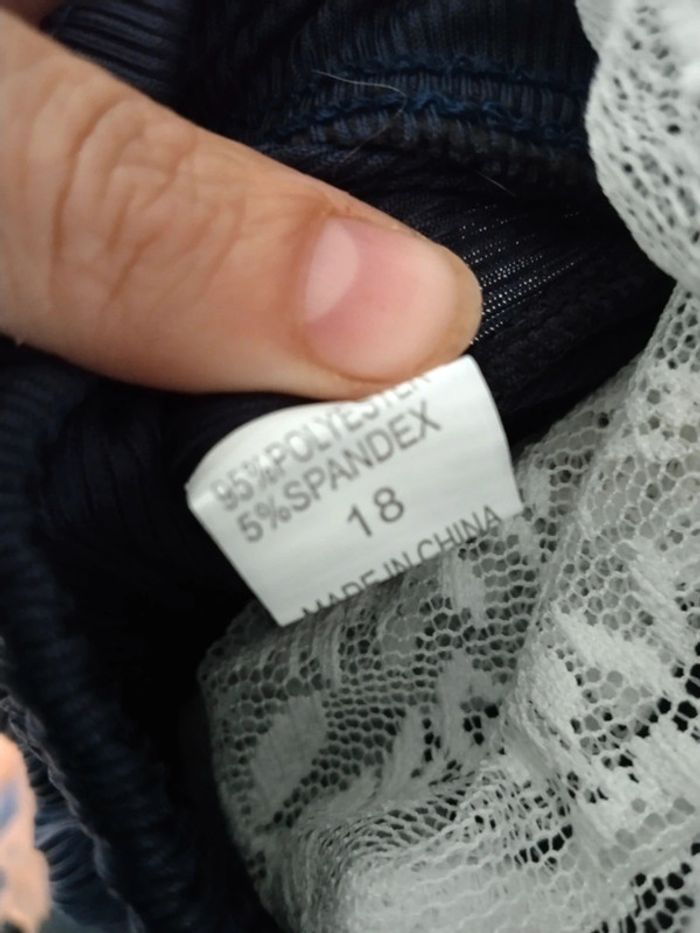 95%POLYESTER
5%SPANDEX
18
MADE IN CHINA